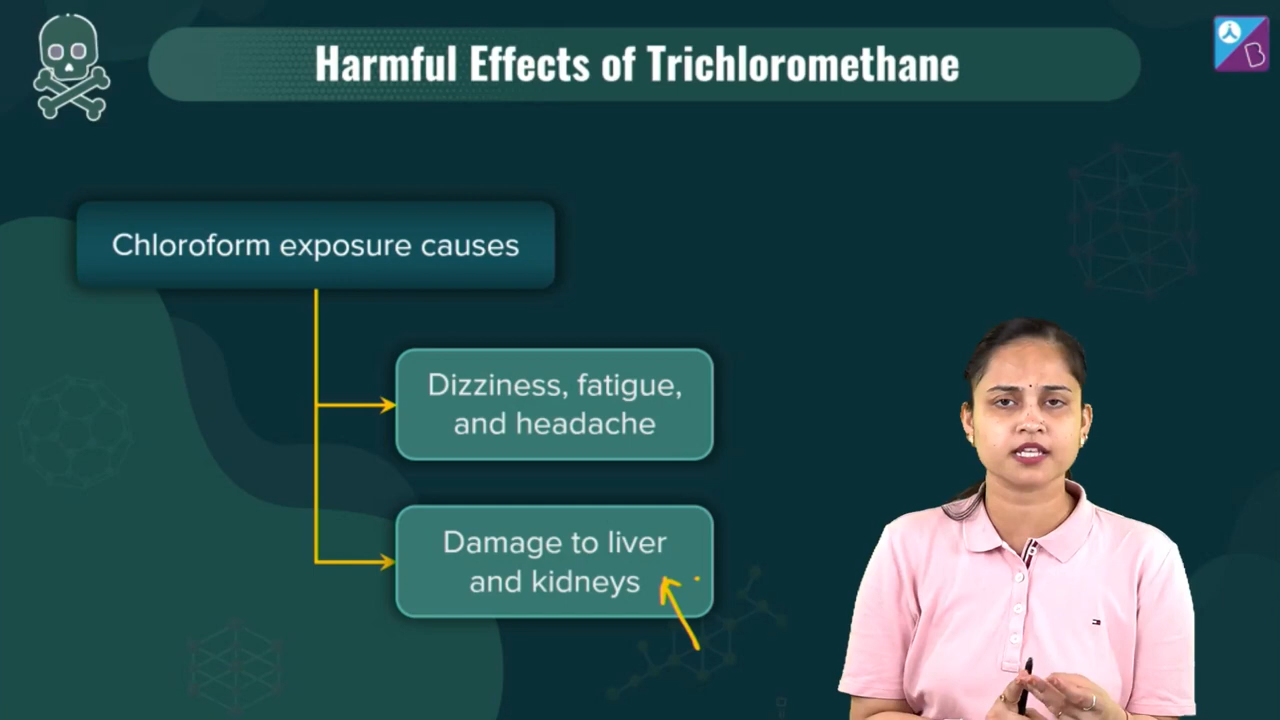 Harmful Effects of Trichloromethane
B
Chloroform exposure causes
Dizziness, fatigue,
and headache
Damage to liver
and kidneys